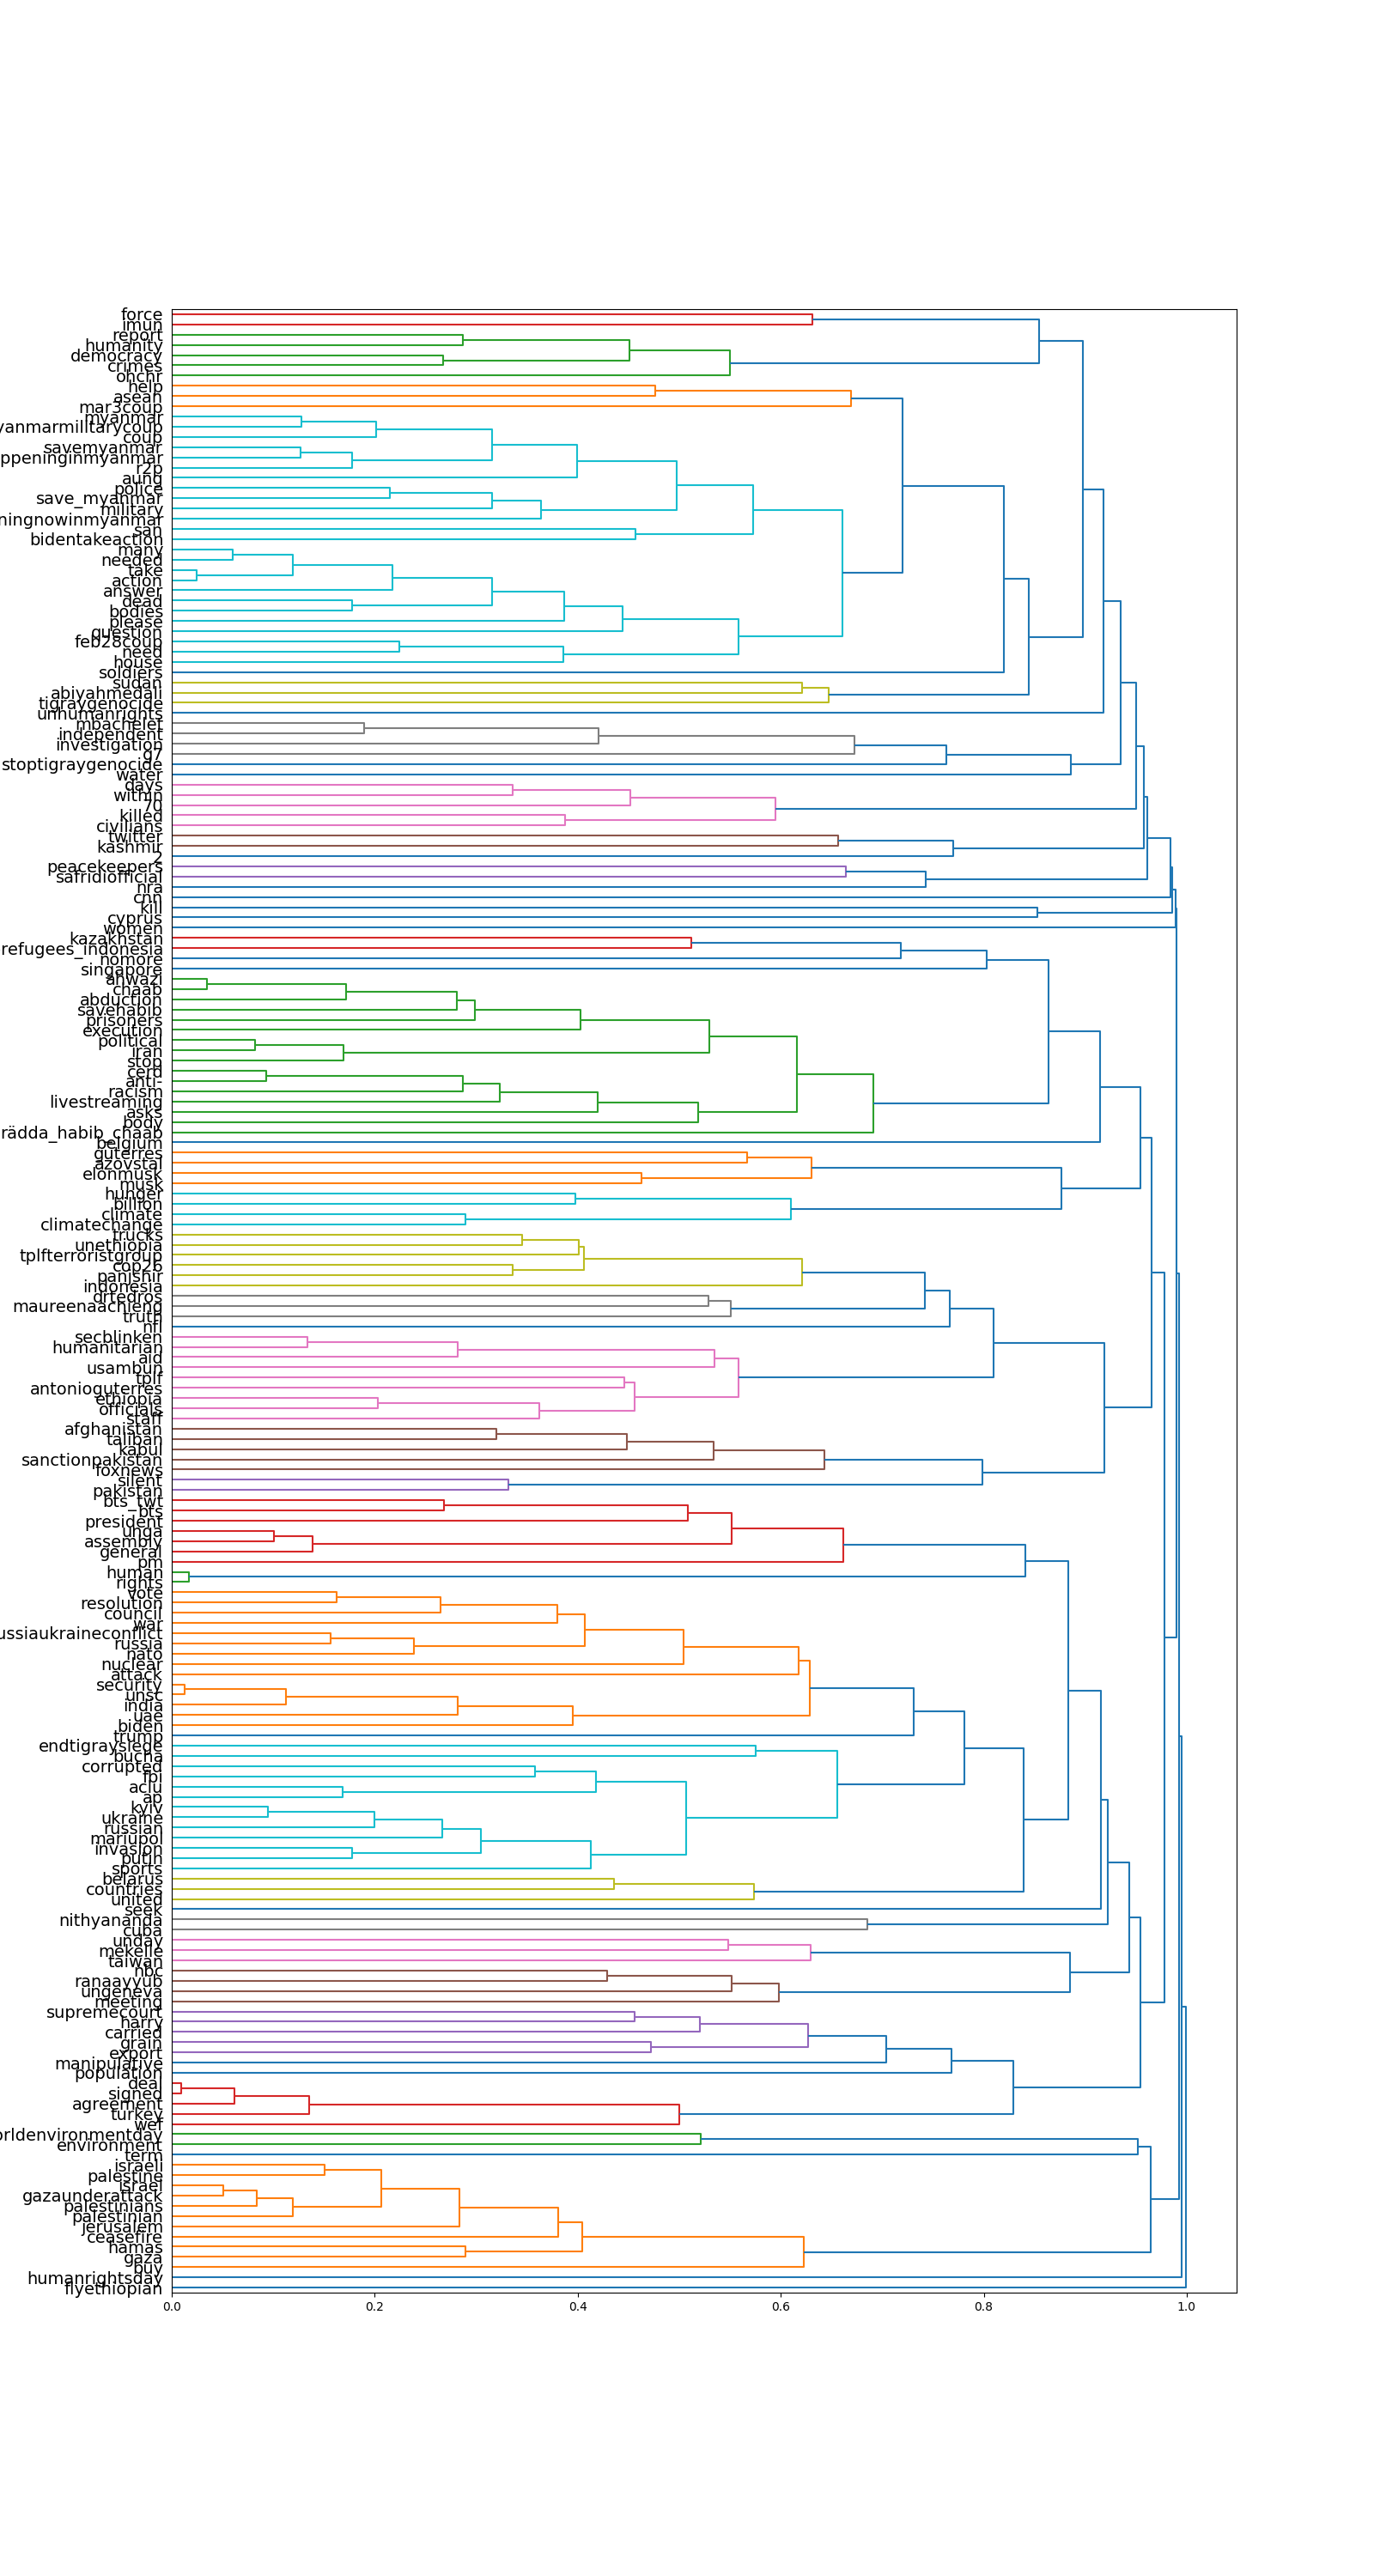 force
imun
report
humanity
democracy
crimes
ohchr
help
asean
mar3coup
myanmar
yanmarmilitarycoup
coup
savemyanmar
ppeninginmyanmar
r2p
aung
police
save_myanmar
military
ningnowinmyanmar
san
bidentakeaction
many
needed
take
action
answer
dead
bodies
please
question
feb28coup
need
house
soldiers
sudan
abiyahmedali
tigraygenocide
unhumanrights
mbachelet
independent
investigation
g7
stoptigraygenocide
water
days
within
70
killed
civilians
twitter
kashmir
2
peacekeepers
safridiofficial
nra
cnn
kill
cyprus
women
kazakhstan
refugees_indonesia
nomore
singapore
ahwazi
chaab
abduction
savehabib
prisoners
execution
political
iran
stop
cerd
anti-
racism
livestreaming
asks
body
rädda_habib_chaab
belgium
guterres
azovstal
elonmusk
musk
hunger
billion
climate
climatechange
trucks
unethiopia
tplfterroristgroup
cop26
panjshir
indonesia
drtedros
maureenaachieng
truth
nfl
secblinken
humanitarian
aid
usambun
tplf
antonioguterres
ethiopia
officials
staff
afghanistan
taliban
kabul
sanctionpakistan
foxnews
silent
pakistan
bts_twt
bts
president
unga
assembly
general
pm
human
rights
vote
resolution
council
war
ussiaukraineconflict
russia
nato
nuclear
attack
security
unsc
india
uae
biden
trump
endtigraysiege
bucha
corrupted
fbi
aclu
ap
kyiv
ukraine
russian
mariupol
invasion
putin
sports
belarus
countries
united
seek
nithyananda
cuba
unday
mekelle
taiwan
nbc
ranaayyub
ungeneva
meeting
supremecourt
harry
carried
grain
export
manipulative
population
deal
signed
agreement
turkey
wef
orldenvironmentday
environment
term
israeli
palestine
israel
gazaunderattack
palestinians
palestinian
jerusalem
ceasefire
hamas
gaza
buy
humanrightsday
flyethiopian
0.0 0.2 0.4 0.6 0.8 1.0